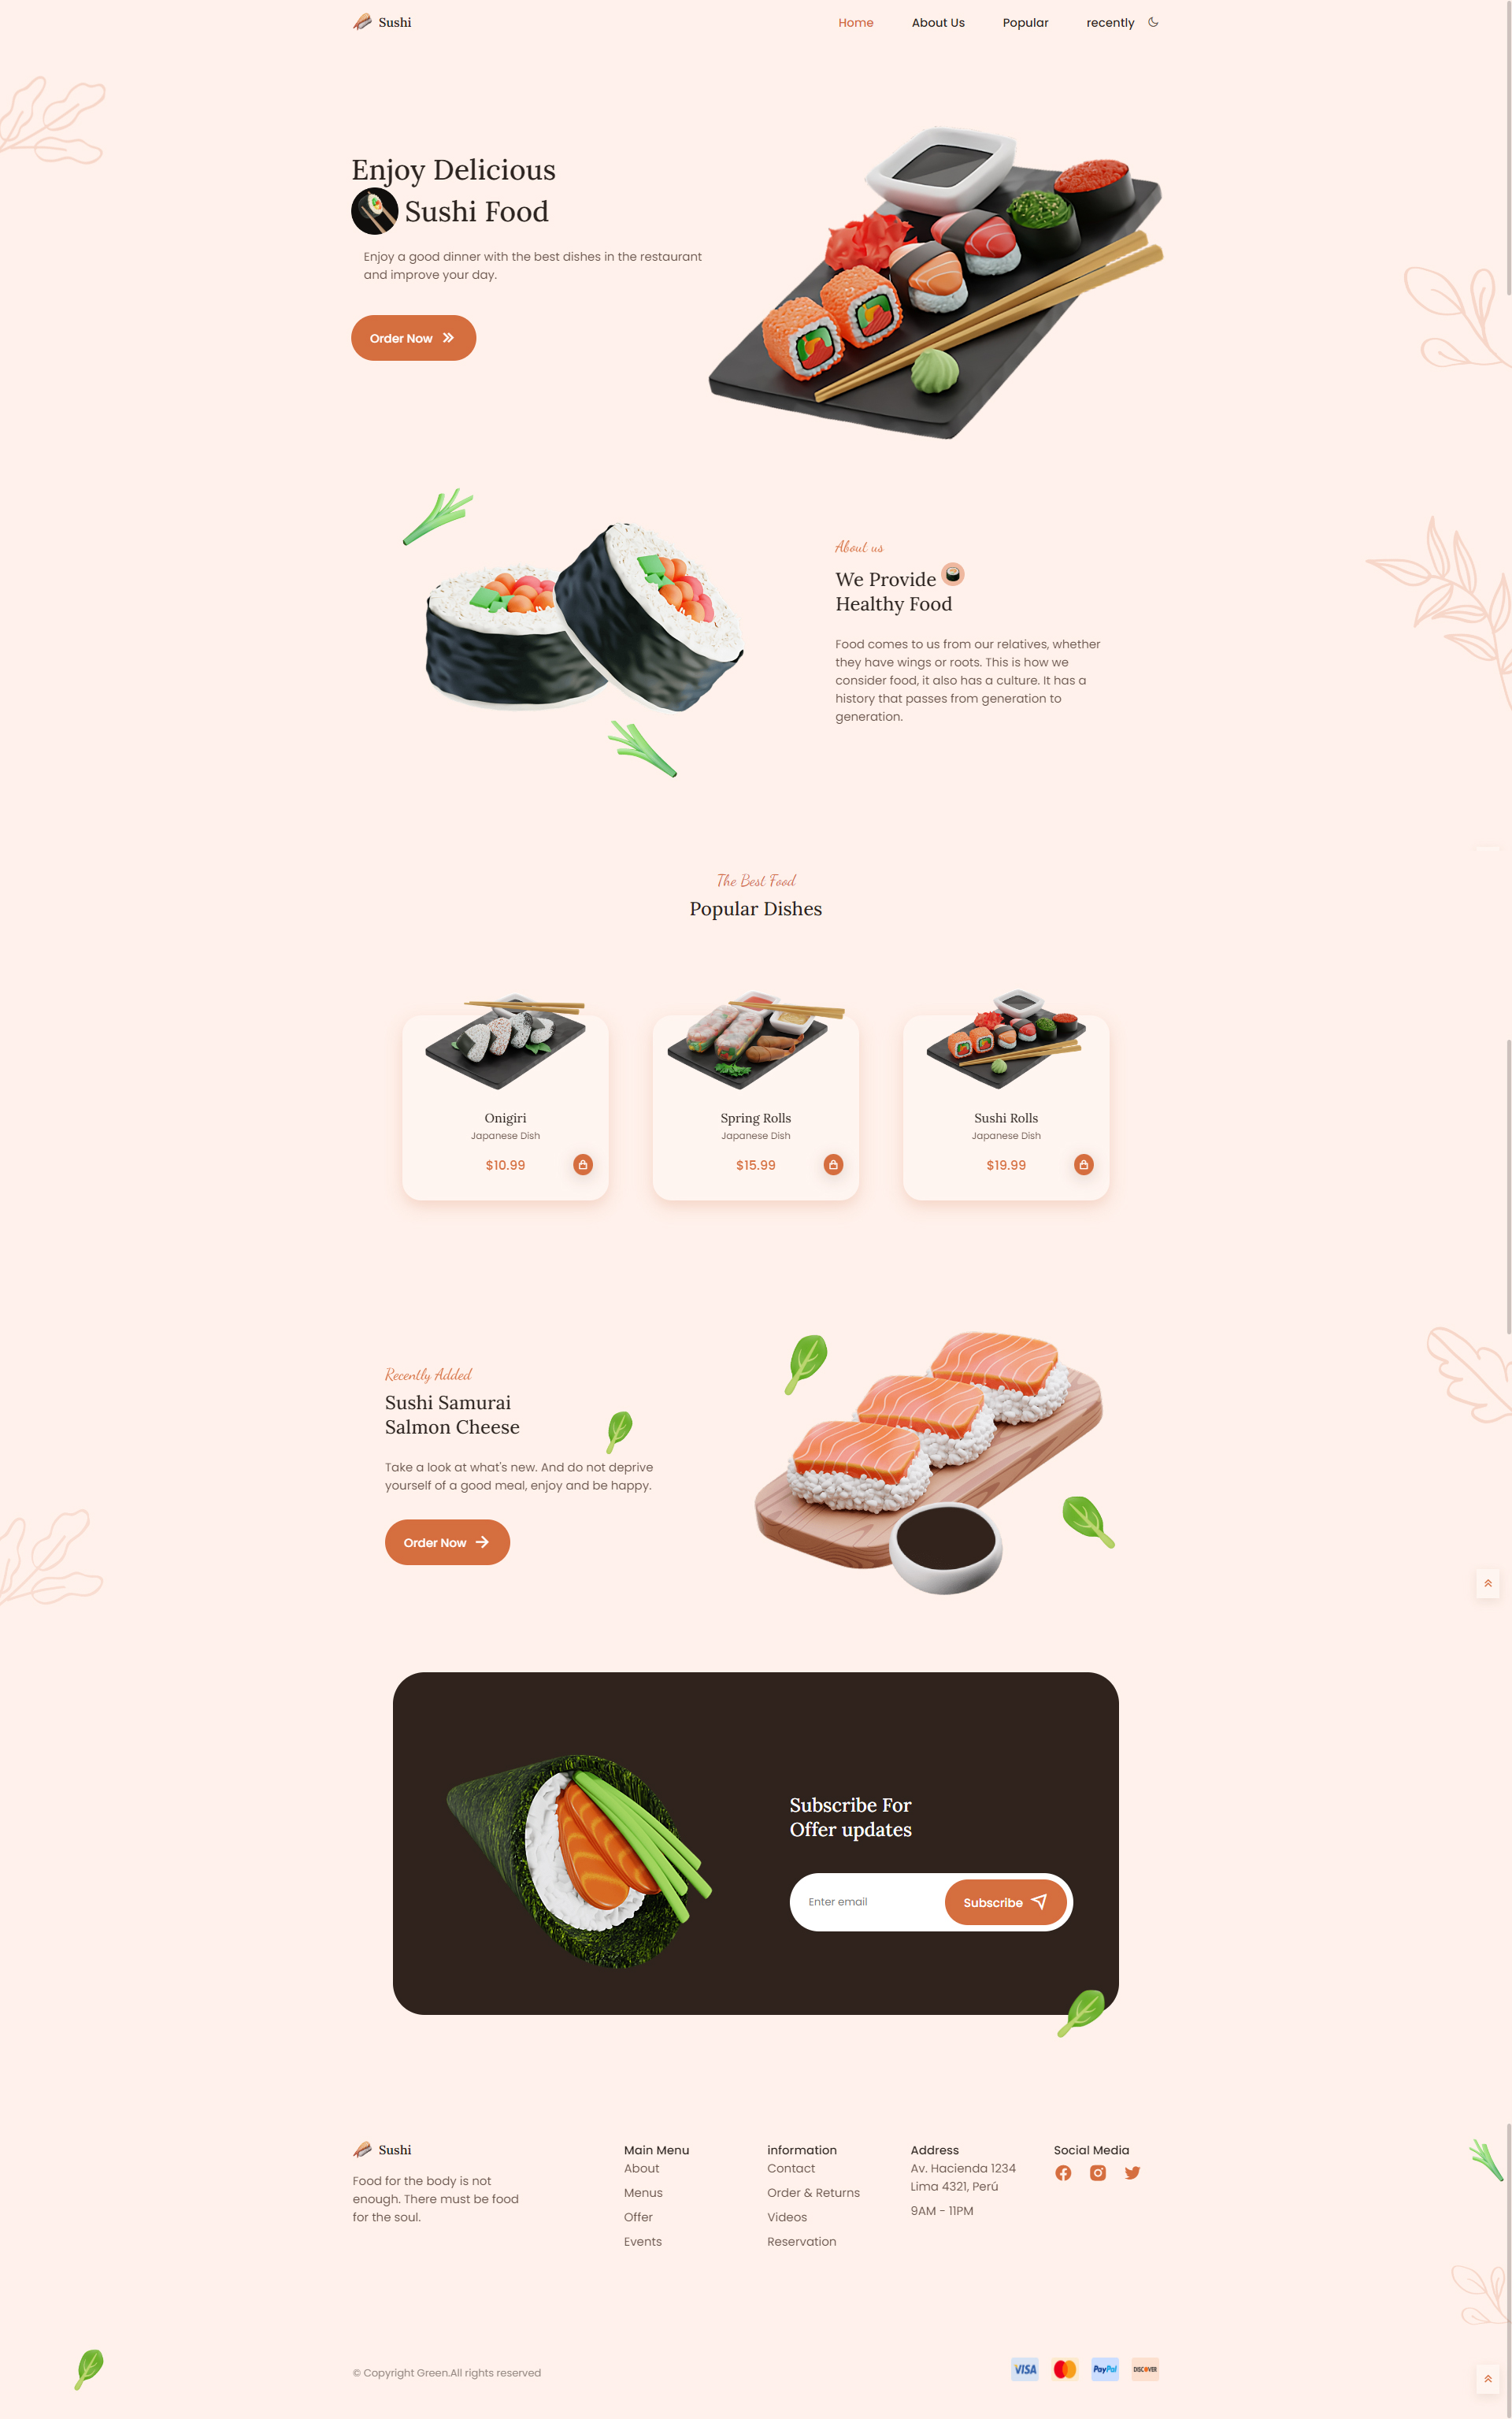 Sushi
Home
About Us
Popular
recently
Enjoy Delicious
Sushi Food
Enjoy a good dinner with the best dishes in the restaurant
and improve your day.
Order Now
About us
We Provide
Healthy Food
Food comes to us from our relatives, whether
they have wings or roots. This is how we
consider food, it also has a culture. It has a
history that passes from generation to
generation.
The Best Food
Popular Dishes
Onigiri
Japanese Dish
$10.99
Spring Rolls
Japanese Dish
$15.99
Sushi Rolls
Japanese Dish
$19.99
Recently Added
Sushi Samurai
Salmon Cheese
Take a look at what's new. And do not deprive
yourself of a good meal, enjoy and be happy.
Order Now
Subscribe For
Offer updates
Enter email
Subscribe
Sushi
Food for the body is not
enough. There must be food
for the soul.
Main Menu
About
Menus
Offer
Events
information
Contact
Order & Returns
Videos
Reservation
Address
Av. Hacienda 1234
Lima 4321, Perú
9AM - 11PM
Social Media
© Copyright Green.All rights reserved
VISA
PayPal
DISCOVER